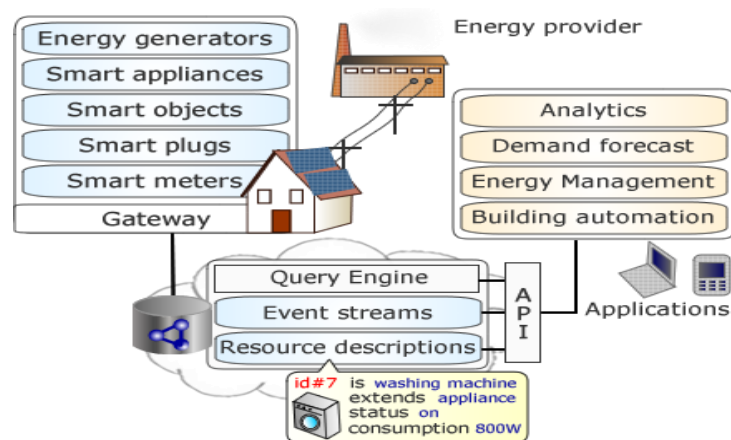 Energy provider
Energy generators
Smart appliances
Smart objects
Smart plugs
Smart meters
Gateway
Analytics
Demand forecast
Energy Management
Building automation
Applications
Query Engine
Event streams
Resource descriptions
API
id#7 is washing machine
extends appliance
status on
consumption 800W